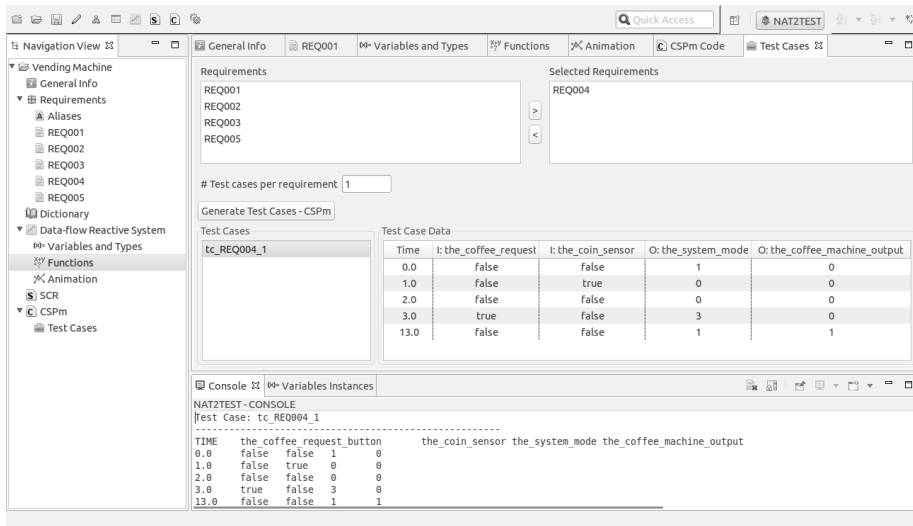 Quick Access
NAT2TEST
Navigation View
General Info
REQ001
Variables and Types
Functions
Animation
CSPm Code
Test Cases
Vending Machine
General Info
Requirements
Aliases
REQ001
REQ002
REQ003
REQ004
REQ005
Dictionary
Data-flow Reactive System
Variables and Types
Functions
Animation
SCR
CSPm
Test Cases
Requirements
REQ001
REQ002
REQ003
REQ005
>
<
Selected Requirements
REQ004
# Test cases per requirement 1
Generate Test Cases - CSPm
Test Cases
tc_REQ004_1
Test Case Data
Time I: the_coffee_request I: the_coin_sensor O: the_system_mode O: the_coffee_machine_output
0.0 false false 1 0
1.0 false true 0 0
2.0 false false 0 0
3.0 true false 3 0
13.0 false false 1 1
Console Variables Instances
NAT2TEST - CONSOLE
Test Case: tc_REQ004_1
--------------------------------------------------
TIME the_coffee_request_button the_coin_sensor the_system_mode the_coffee_machine_output
0.0 false false 1 0
1.0 false true 0 0
2.0 false false 0 0
3.0 true false 3 0
13.0 false false 1 1